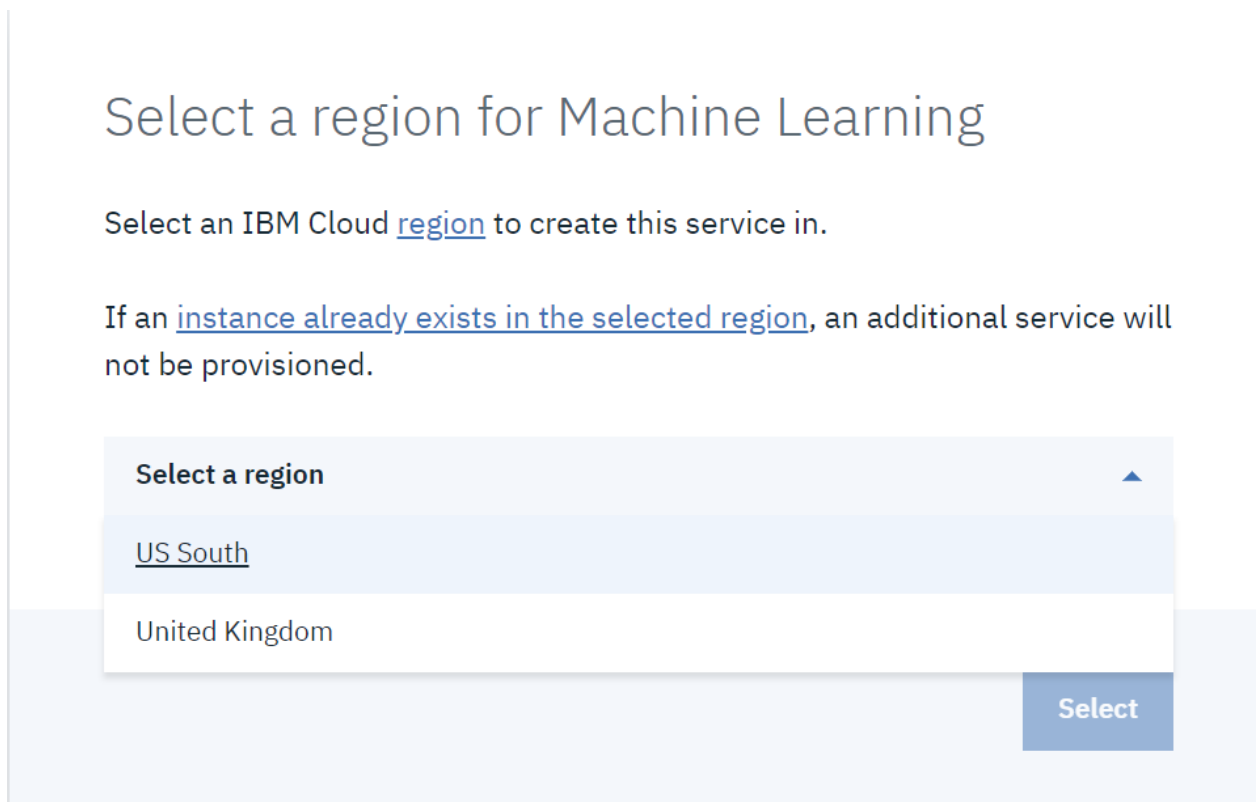 Select a region for Machine Learning
Select an IBM Cloud region to create this service in.
If an instance already exists in the selected region, an additional service will
not be provisioned.
Select a region
US South
United Kingdom
Select